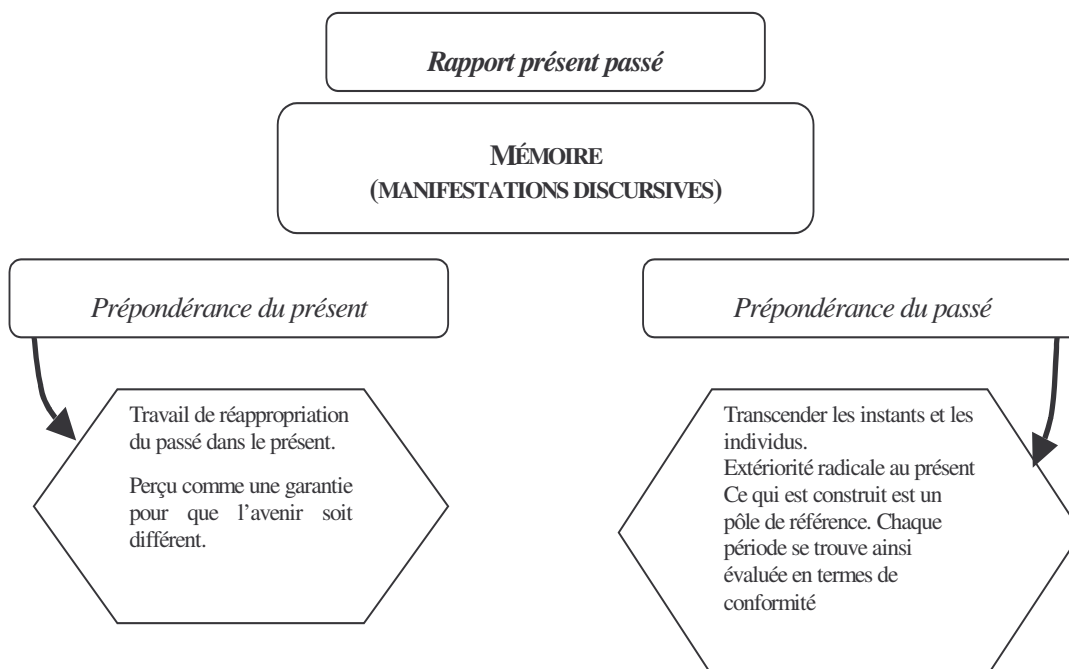 Rapport présent passé
MÉMOIRE
(MANIFESTATIONS DISCURSIVES)
Prépondérance du présent
Prépondérance du passé
Travail de réappropriation
du passé dans le présent.
Perçu comme une garantie
pour que l’avenir soit
différent.
Transcender les instants et les
individus.
Extériorité radicale au présent
Ce qui est construit est un
pôle de référence. Chaque
période se trouve ainsi
évaluée en termes de
conformité